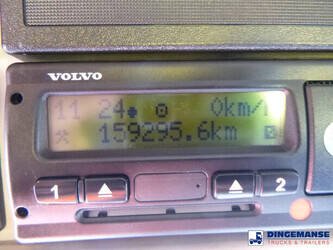 VOLVO
11 24 0km/
159295.6km
1
2
DINGEMANSE
TRUCKS & TRAILERS